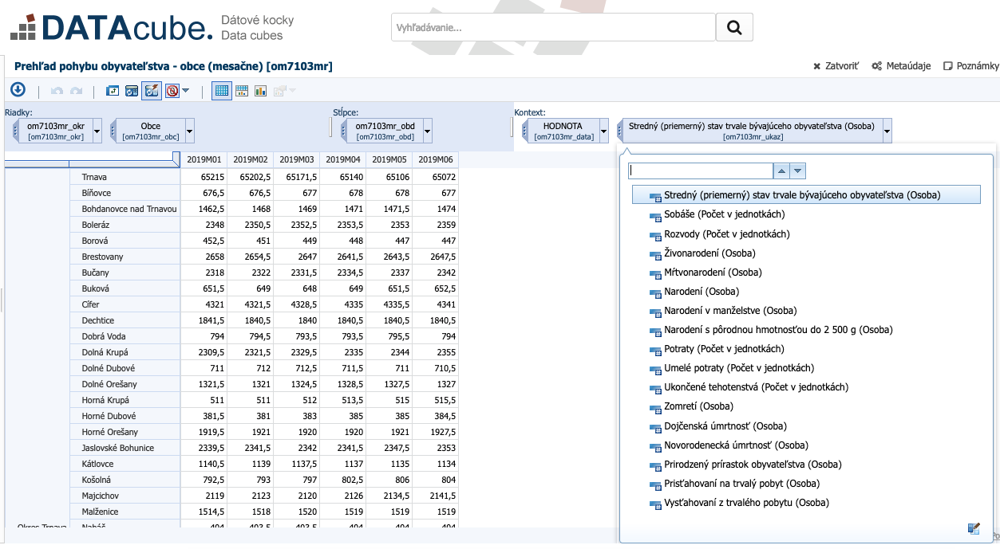 DATAcube.
Dátové kocky
Data cubes
Vyhľadávanie...
Prehľad pohybu obyvateľstva - obce (mesačne) [om7103mr]
Zatvoriť Metaúdaje Poznámky
Riadky:
om7103mr_okr
[om7103mr_okr]
Obce
[om7103mr_obc]
Stĺpce:
om7103mr_obd
[om7103mr_obd]
Kontext:
HODNOTA
[om7103mr_data]
Stredný (priemerný) stav trvale bývajúceho obyvateľstva (Osoba)
[om7103mr_ukaz]
2019M01 2019M02 2019M03 2019M04 2019M05 2019M06
Trnava 65215 65202,5 65171,5 65140 65106 65072
Bíňovce 676,5 676,5 677 678 678 677
Bohdanovce nad Trnavou 1462,5 1468 1469 1471 1471,5 1474
Boleráz 2348 2350,5 2352,5 2353,5 2353 2359
Borová 452,5 451 449 448 447 447
Brestovany 2658 2654,5 2647 2641,5 2643,5 2647,5
Bučany 2318 2322 2331,5 2334,5 2337 2342
Buková 651,5 649 648 649 651,5 652,5
Cífer 4321 4321,5 4328,5 4335 4335,5 4341
Dechtice 1841,5 1840,5 1840 1840,5 1840,5 1840,5
Dobrá Voda 794 794,5 793,5 793,5 795,5 794
Dolná Krupá 2309,5 2321,5 2329,5 2335 2344 2355
Dolné Dubové 711 712 712,5 711,5 711 710,5
Dolné Orešany 1321,5 1321 1324,5 1328,5 1327,5 1327
Horná Krupá 511 511 512 513,5 515 515,5
Horné Dubové 381,5 381 383 385 385 384,5
Horné Orešany 1919,5 1921 1920 1920 1921 1927,5
Jaslovské Bohunice 2339,5 2341,5 2342 2341,5 2347,5 2353
Kátlovce 1140,5 1139 1137,5 1137 1135 1134
Košolná 792,5 793 797 802,5 806 804
Majcichov 2119 2123 2120 2126 2134,5 2141,5
Malženice 1514,5 1518 1520 1519 1519 1519
Okres Trnava Naháč 404 403,5 403,5 404 404 404
Stredný (priemerný) stav trvale bývajúceho obyvateľstva (Osoba)
Sobáše (Počet v jednotkách)
Rozvody (Počet v jednotkách)
Živonarodení (Osoba)
Mŕtvonarodení (Osoba)
Narodení (Osoba)
Narodení v manželstve (Osoba)
Narodení s pôrodnou hmotnosťou do 2 500 g (Osoba)
Potraty (Počet v jednotkách)
Umelé potraty (Počet v jednotkách)
Ukončené tehotenstvá (Počet v jednotkách)
Zomretí (Osoba)
Dojčenská úmrtnosť (Osoba)
Novorodenecká úmrtnosť (Osoba)
Prirodzený prírastok obyvateľstva (Osoba)
Prisťahovaní na trvalý pobyt (Osoba)
Vysťahovaní z trvalého pobytu (Osoba)